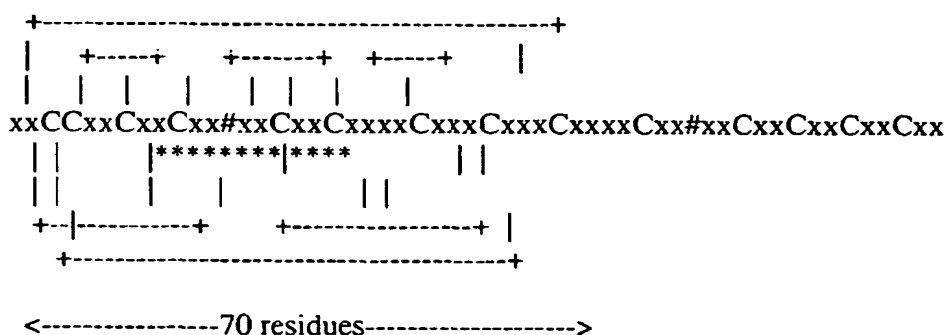 +--------------------------------------------------------+
| +------+ +--------+ +------+ |
| | | | | | | |
xxCCxxCxxCxx#xxCxxCxxxxCxxxCxxxCxxxxCxx#xxCxxCxxCxxCxx
| | |********|**** | |
| | | | | |
+--|-----------+ +-----------------+ |
+-------------------------------------------------+
<-----------------70 residues---------------------->